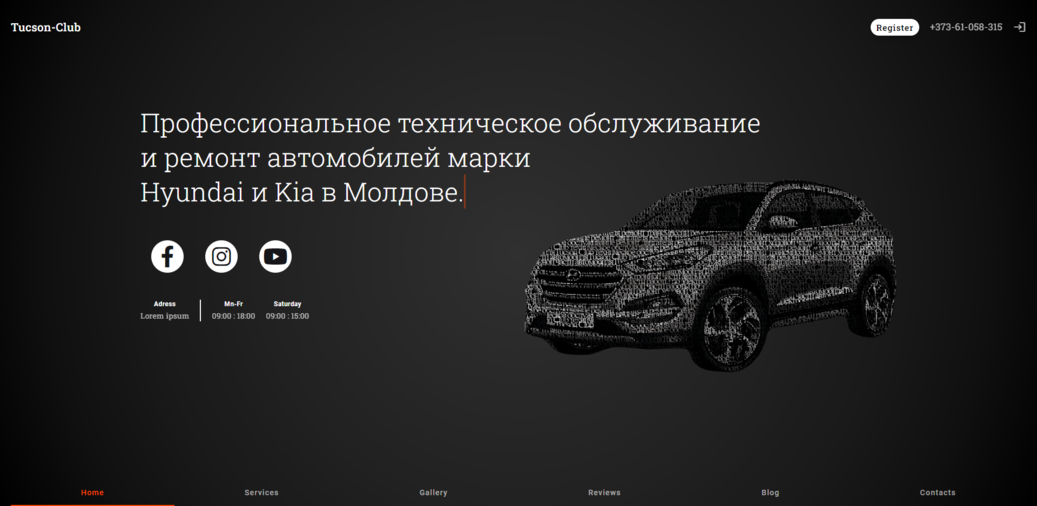 Tucson-Club
Register
+373-61-058-315
Профессиональное техническое обслуживание
и ремонт автомобилей марки
Hyundai и Kia в Молдове.
Adress
Lorem ipsum
Mn-Fr
09:00 : 18:00
Saturday
09:00 : 15:00
Home
Services
Gallery
Reviews
Blog
Contacts